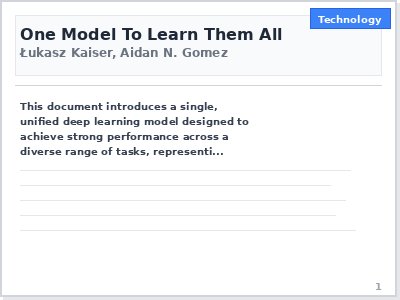 Technology
One Model To Learn Them All
Łukasz Kaiser, Aidan N. Gomez
This document introduces a single,
unified deep learning model designed to
achieve strong performance across a
diverse range of tasks, representi...
1